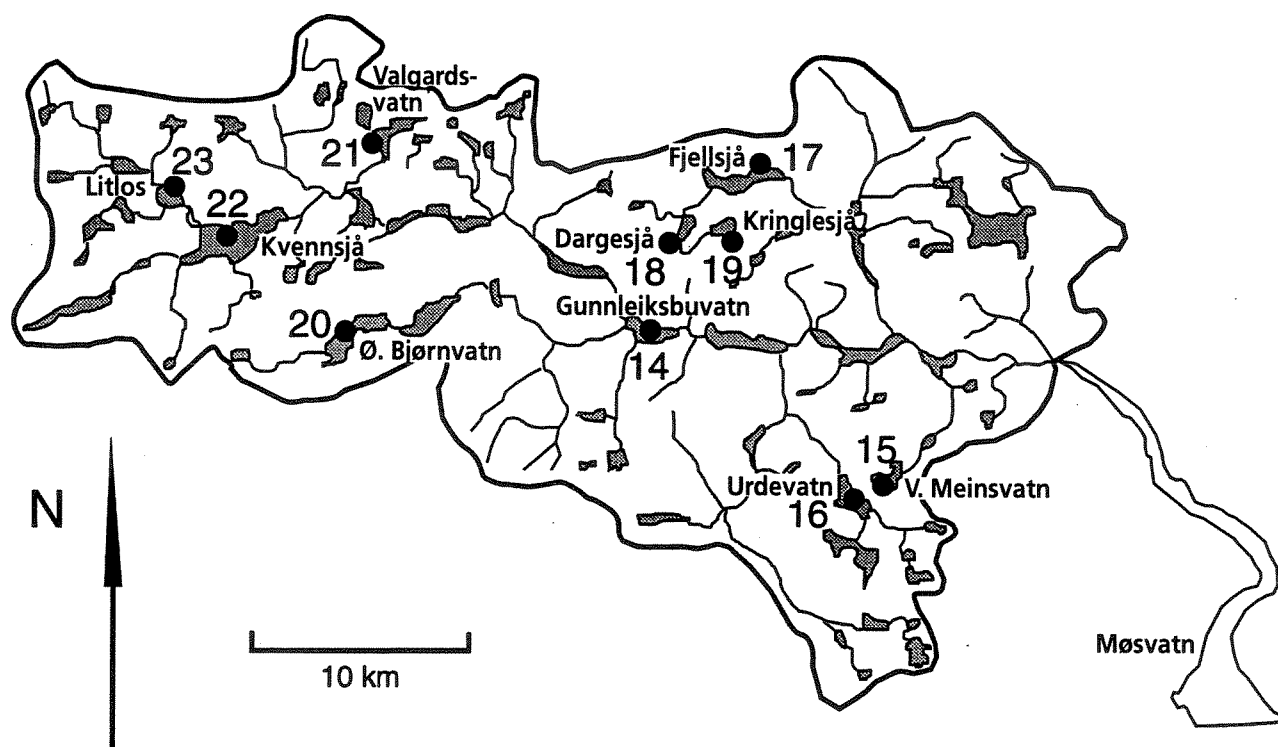 Valgards-
vatn
21
23
Litlos
22
Kvennsjå
Fjellsjå
17
Kringlesjå
Dargesjå
18
19
Gunnleiksbuvatn
14
20
Ø. Bjørnvatn
15
Urdevatn
V. Meinsvatn
16
N
10 km
Møsvatn